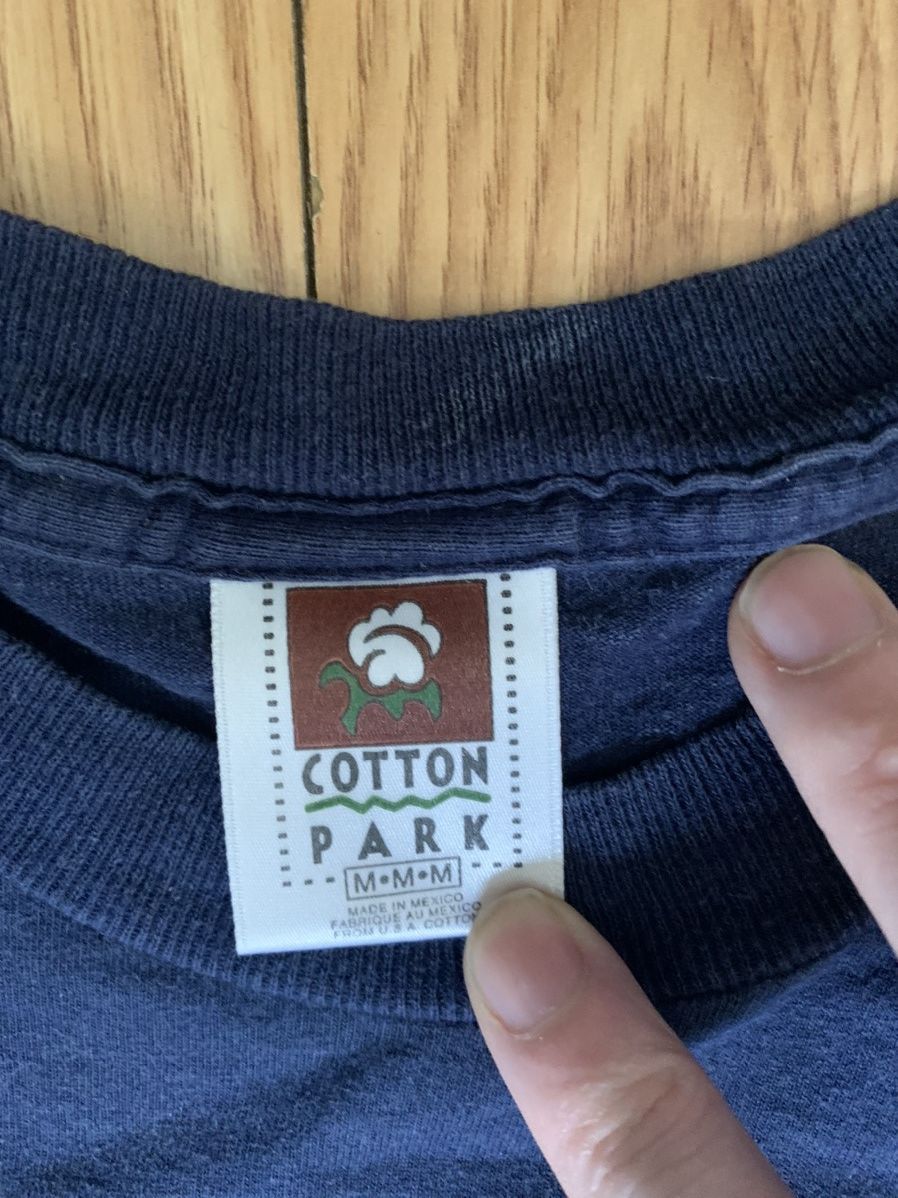 COTTON
PARK
M•M•M
MADE IN MEXICO
FABRIQUE AU MEXICO
FROM U.S.A. COTTON